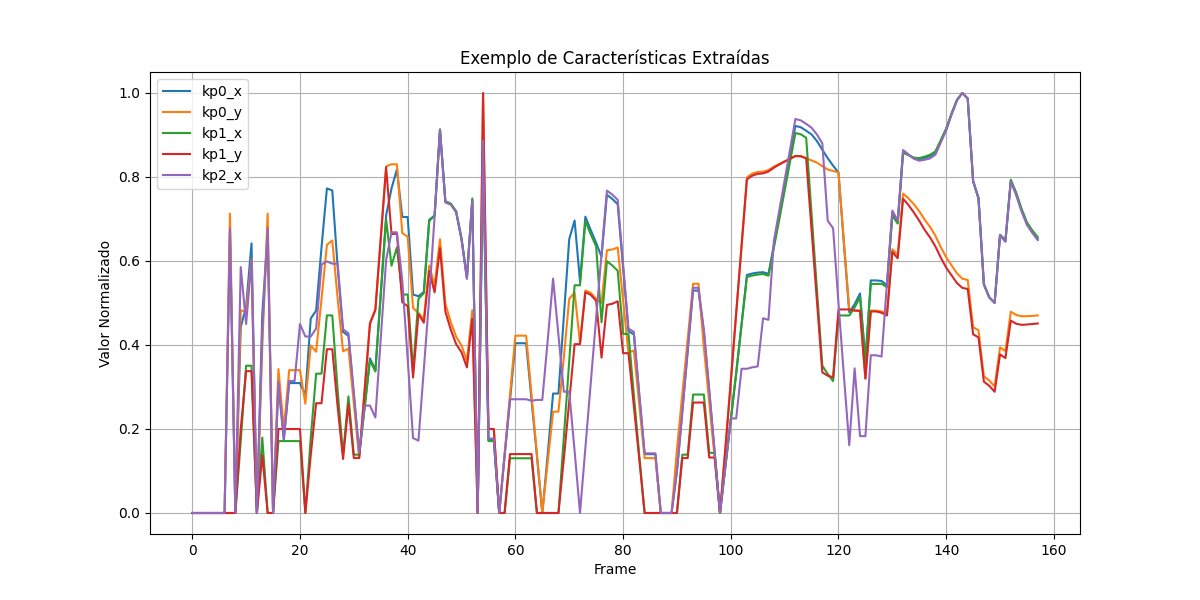 Exemplo de Características Extraídas
kp0_x
kp0_y
kp1_x
kp1_y
kp2_x
Valor Normalizado
1.0
0.8
0.6
0.4
0.2
0.0
0 20 40 60 80 100 120 140 160
Frame